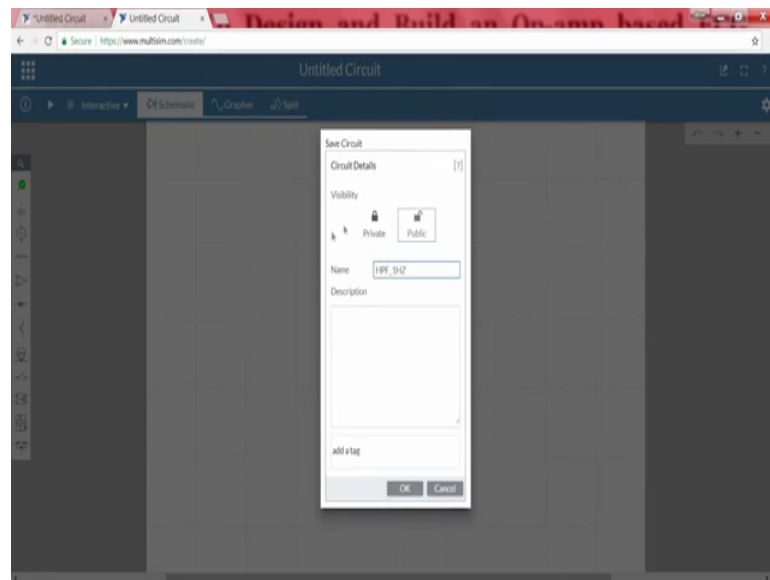 Design and Build an Op-amp based
*Untitled Circuit × Untitled Circuit ×
Secure | https://www.multisim.com/create/
Untitled Circuit
Interactive Schematic Grapher Split
Save Circuit
Circuit Details [?]
Visibility
Private Public
Name HPF_1HZ
Description
add a tag
OK Cancel